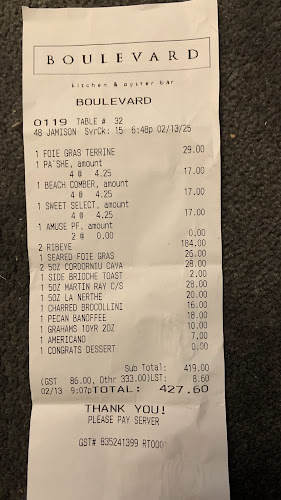 BOULEVARD
kitchen & oyster bar
BOULEVARD
0119 TABLE # 32
48 JAMISON SvrCk: 15 6:48p 02/13/25
1 FOIE GRAS TERRINE 29.00
1 PA'SHE, amount
4 @ 4.25 17.00
1 BEACH COMBER, amount
4 @ 4.25 17.00
1 SWEET SELECT, amount
4 @ 4.25 17.00
1 AMUSE PF, amount
2 @ 0.00 0.00
2 RIBEYE 184.00
1 SEARED FOIE GRAS 26.00
2 5OZ CORDORNIU CAVA 28.00
1 SIDE BRIOCHE TOAST 2.00
1 5OZ MARTIN RAY C/S 28.00
1 5OZ LA NERTHE 20.00
1 CHARRED BROCOLLINI 16.00
1 PECAN BANOFFEE 18.00
1 GRAHAMS 10YR 2OZ 10.00
1 AMERICANO 7.00
1 CONGRATS DESSERT 0.00
Sub Total: 419.00
(GST 86.00, Othr 333.00)LST: 8.60
02/13 9:07pTOTAL: 427.60
THANK YOU!
PLEASE PAY SERVER
GST# 835241399 RT0001